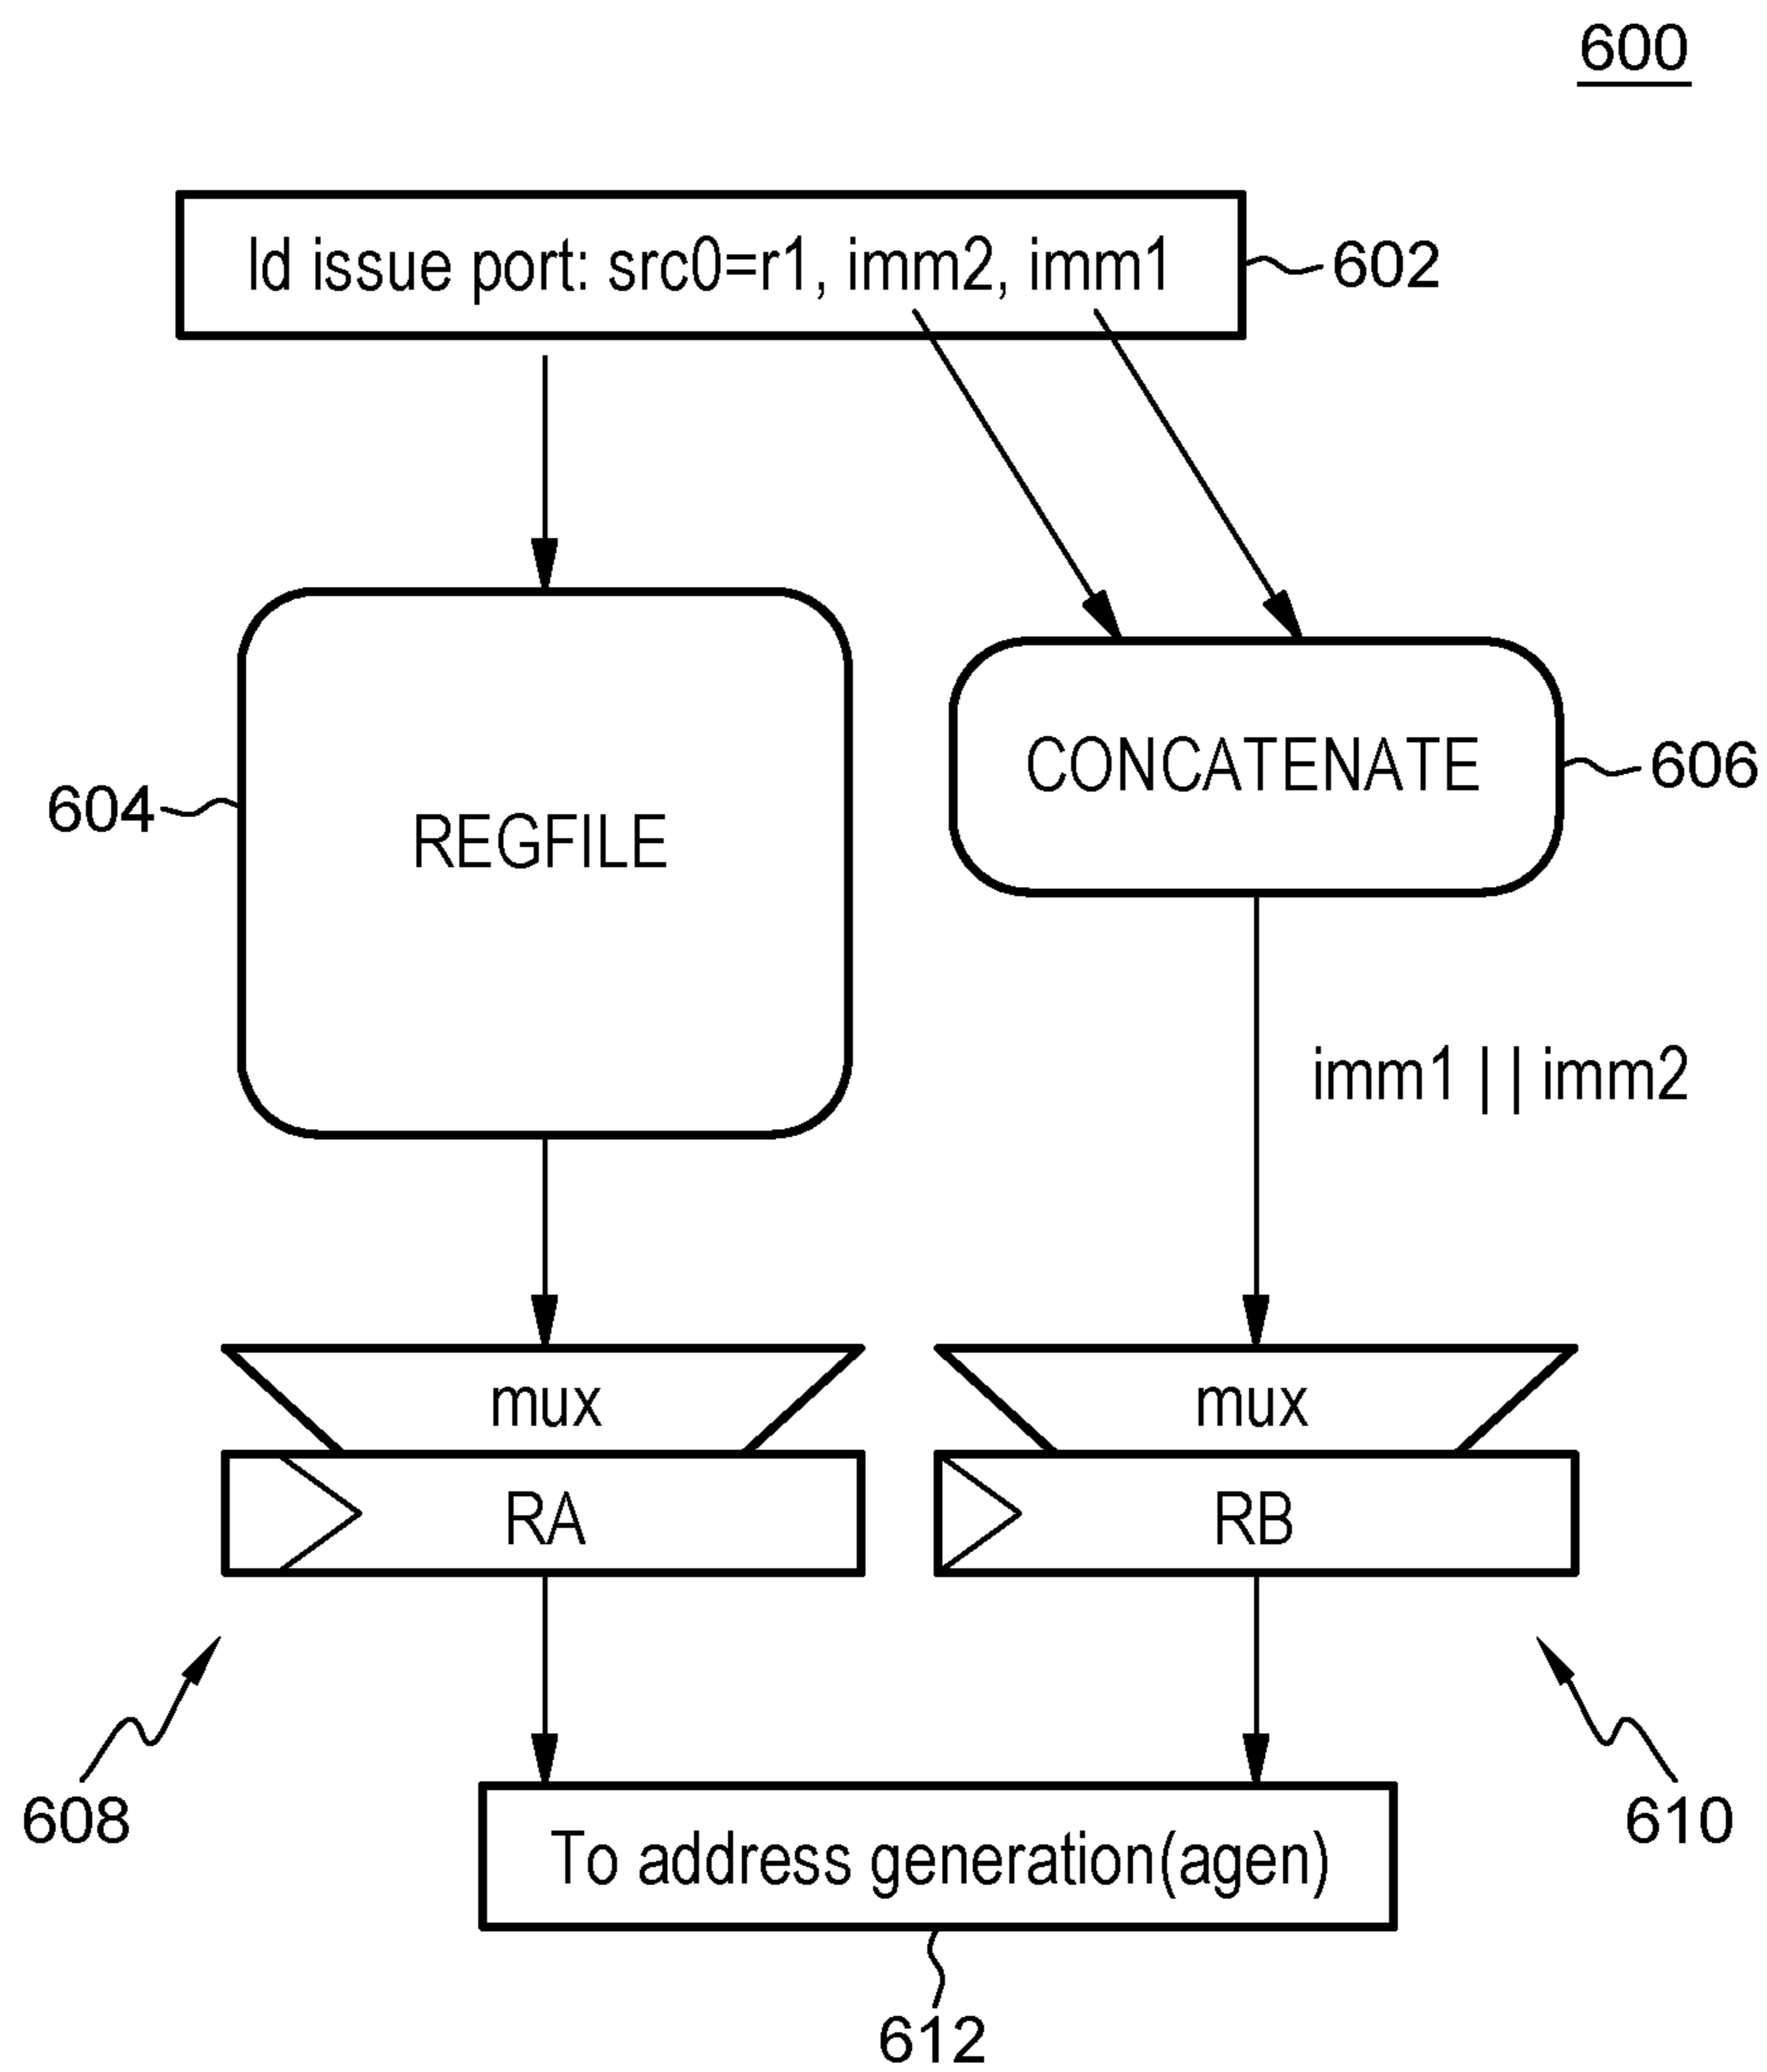 600
ld issue port: src0=r1, imm2, imm1
602
604
REGFILE
CONCATENATE
606
imm1 || imm2
mux
mux
RA
RB
608
610
To address generation(agen)
612